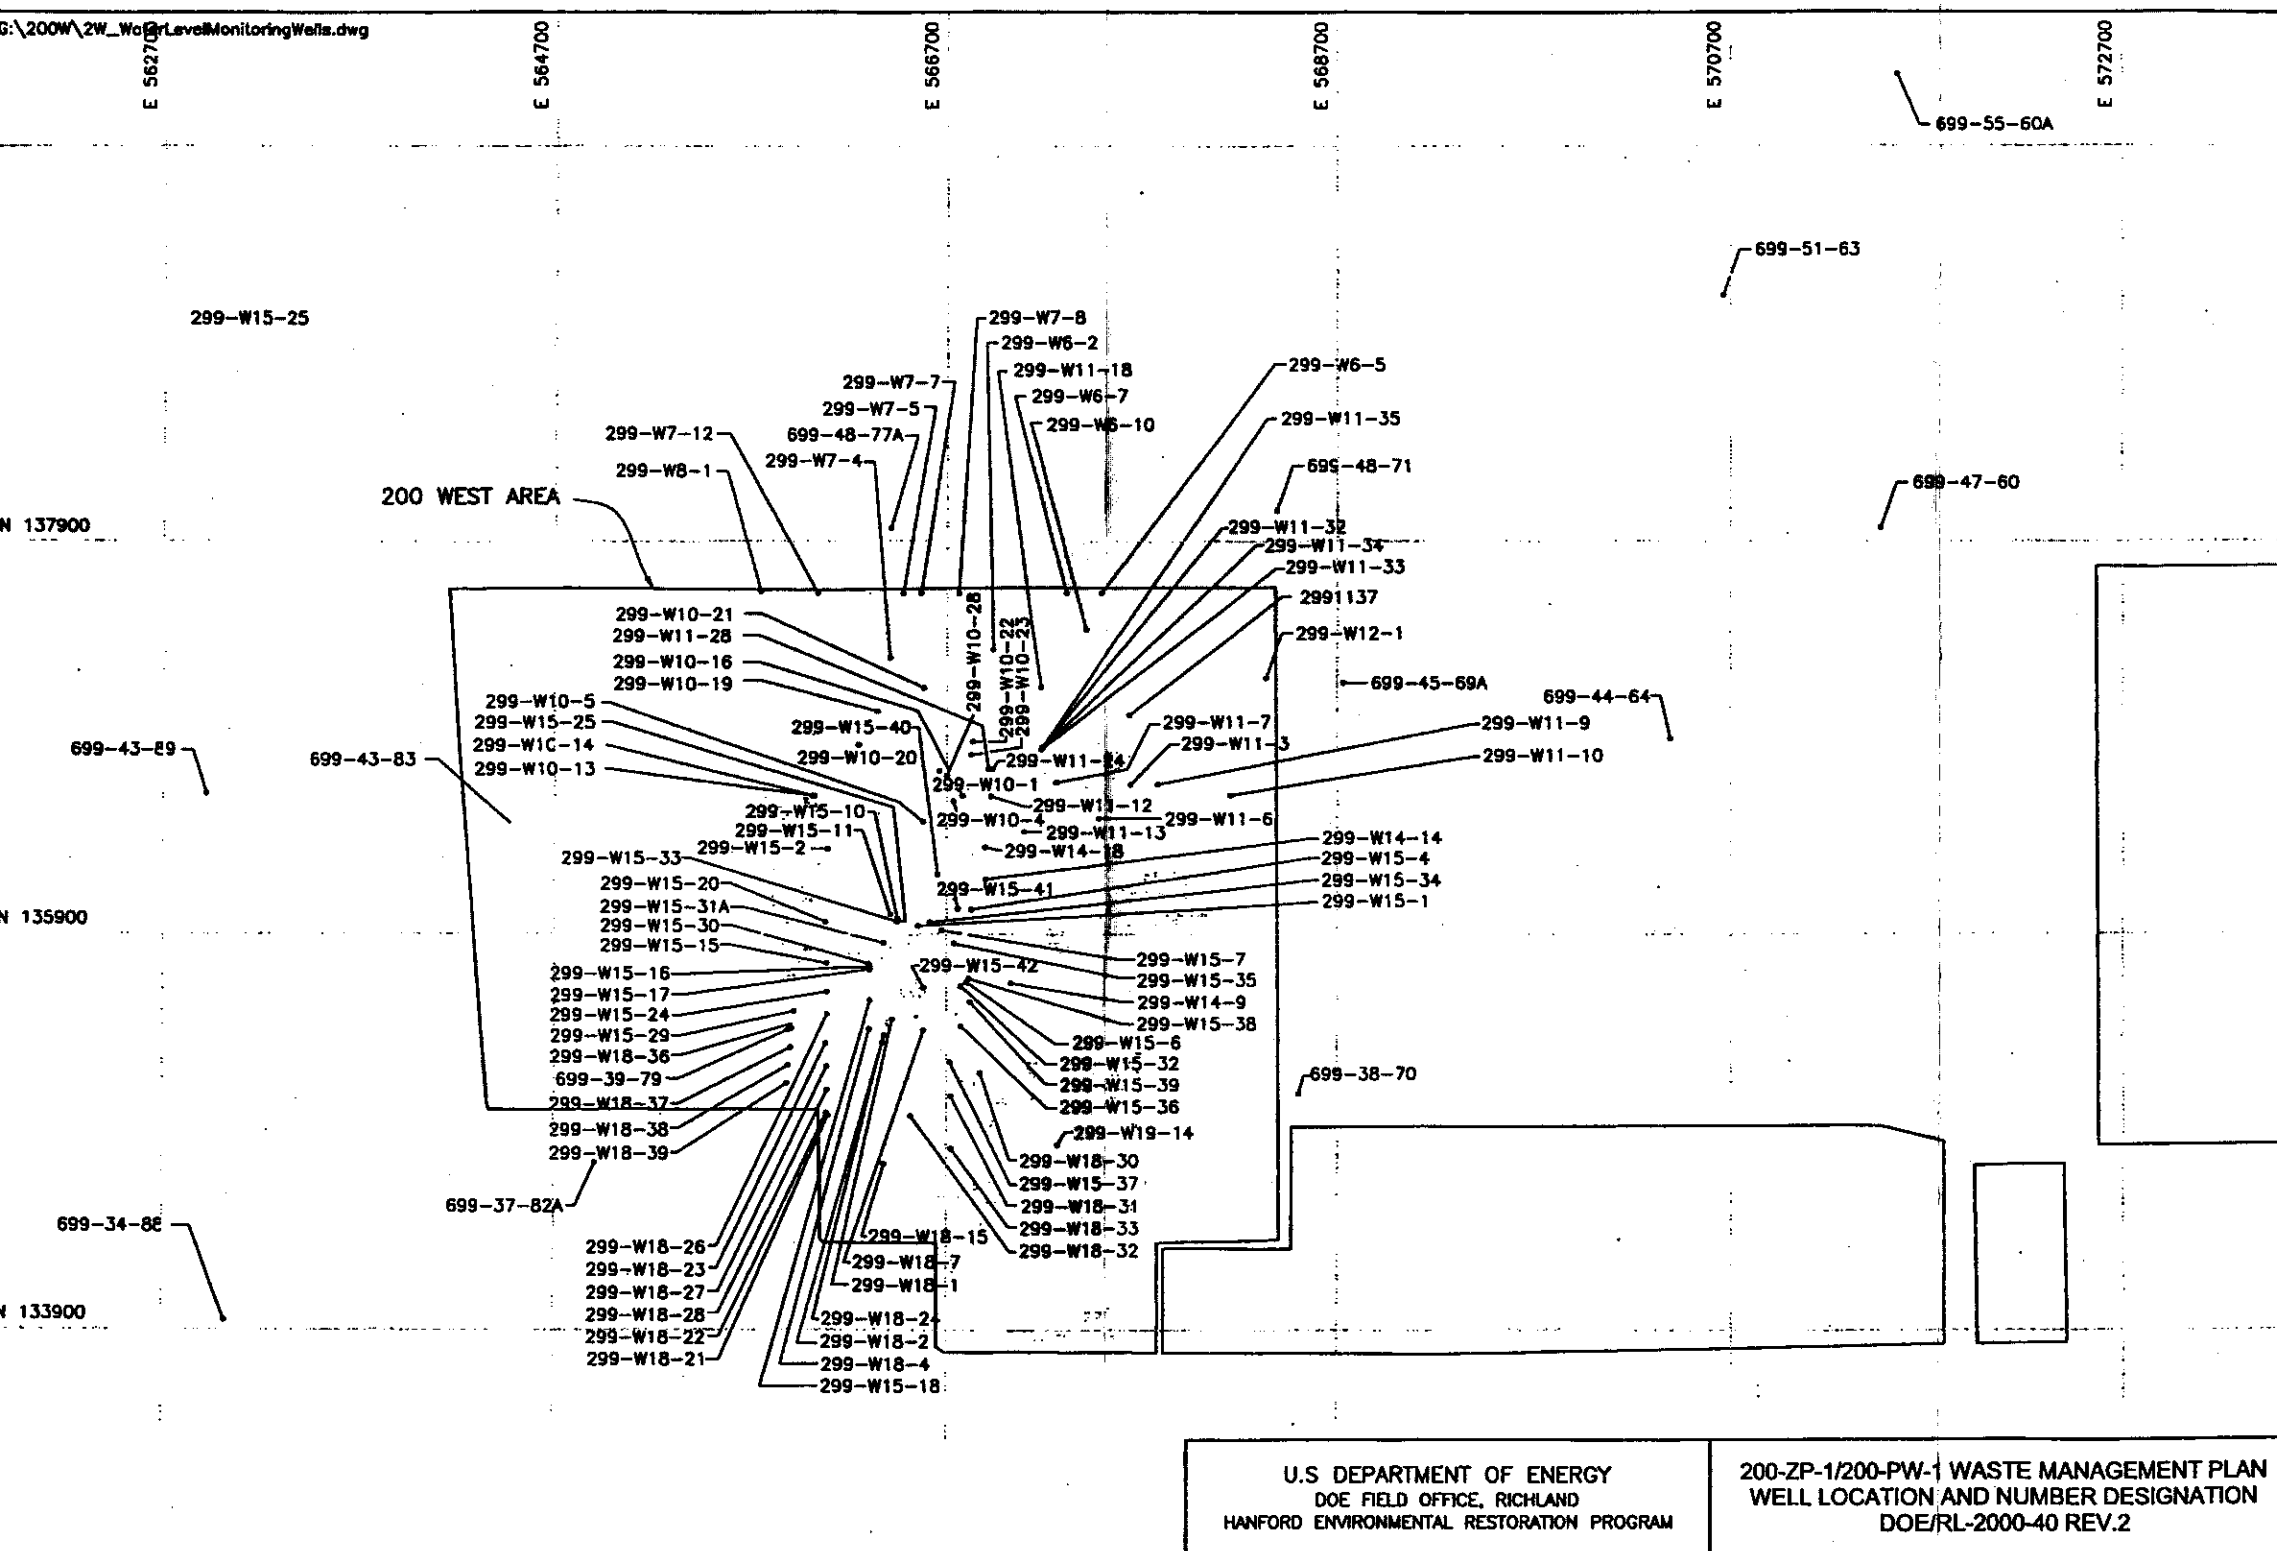 G:\200W\2W_WaterLevelMonitoringWells.dwg
E 562700
E 564700
E 566700
E 568700
E 570700
E 572700
699-55-60A
699-51-63
299-W15-25
299-W7-8
299-W6-2
299-W6-5
299-W11-18
299-W7-7
299-W6-7
299-W7-5
299-W11-35
299-W6-10
299-W7-12
699-48-77A
299-W7-4
299-W8-1
699-48-71
699-47-60
200 WEST AREA
N 137900
299-W11-32
299-W11-34
299-W11-33
2991137
299-W10-21
299-W11-28
299-W12-1
299-W10-28
299-W10-22
299-W10-23
299-W10-16
299-W10-19
699-45-69A
699-44-64
299-W10-5
299-W15-25
299-W15-40
299-W11-7
299-W11-9
299-W10-14
299-W11-3
699-43-89
699-43-83
299-W10-20
299-W11-24
299-W11-10
299-W10-13
299-W10-1
299-W11-12
299-W15-10
299-W10-4
299-W11-6
299-W15-11
299-W11-13
299-W14-14
299-W15-2
299-W14-18
299-W15-33
299-W15-4
299-W15-20
299-W15-41
299-W15-34
299-W15-31A
299-W15-1
N 135900
299-W15-30
299-W15-15
299-W15-7
299-W15-42
299-W15-16
299-W15-35
299-W15-17
299-W14-9
299-W15-24
299-W15-38
299-W15-29
299-W15-6
299-W18-36
299-W15-32
699-39-79
699-38-70
299-W15-39
299-W18-37
299-W15-36
299-W18-38
299-W19-14
299-W18-39
299-W18-30
299-W15-37
699-37-82A
299-W18-31
699-34-88
299-W18-33
299-W18-15
299-W18-26
299-W18-32
299-W18-7
299-W18-23
299-W18-1
299-W18-27
N 133900
299-W18-28
299-W18-24
299-W18-22
299-W18-2
299-W18-21
299-W18-4
299-W15-18
U.S DEPARTMENT OF ENERGY
DOE FIELD OFFICE, RICHLAND
HANFORD ENVIRONMENTAL RESTORATION PROGRAM
200-ZP-1/200-PW-1 WASTE MANAGEMENT PLAN
WELL LOCATION AND NUMBER DESIGNATION
DOE/RL-2000-40 REV.2